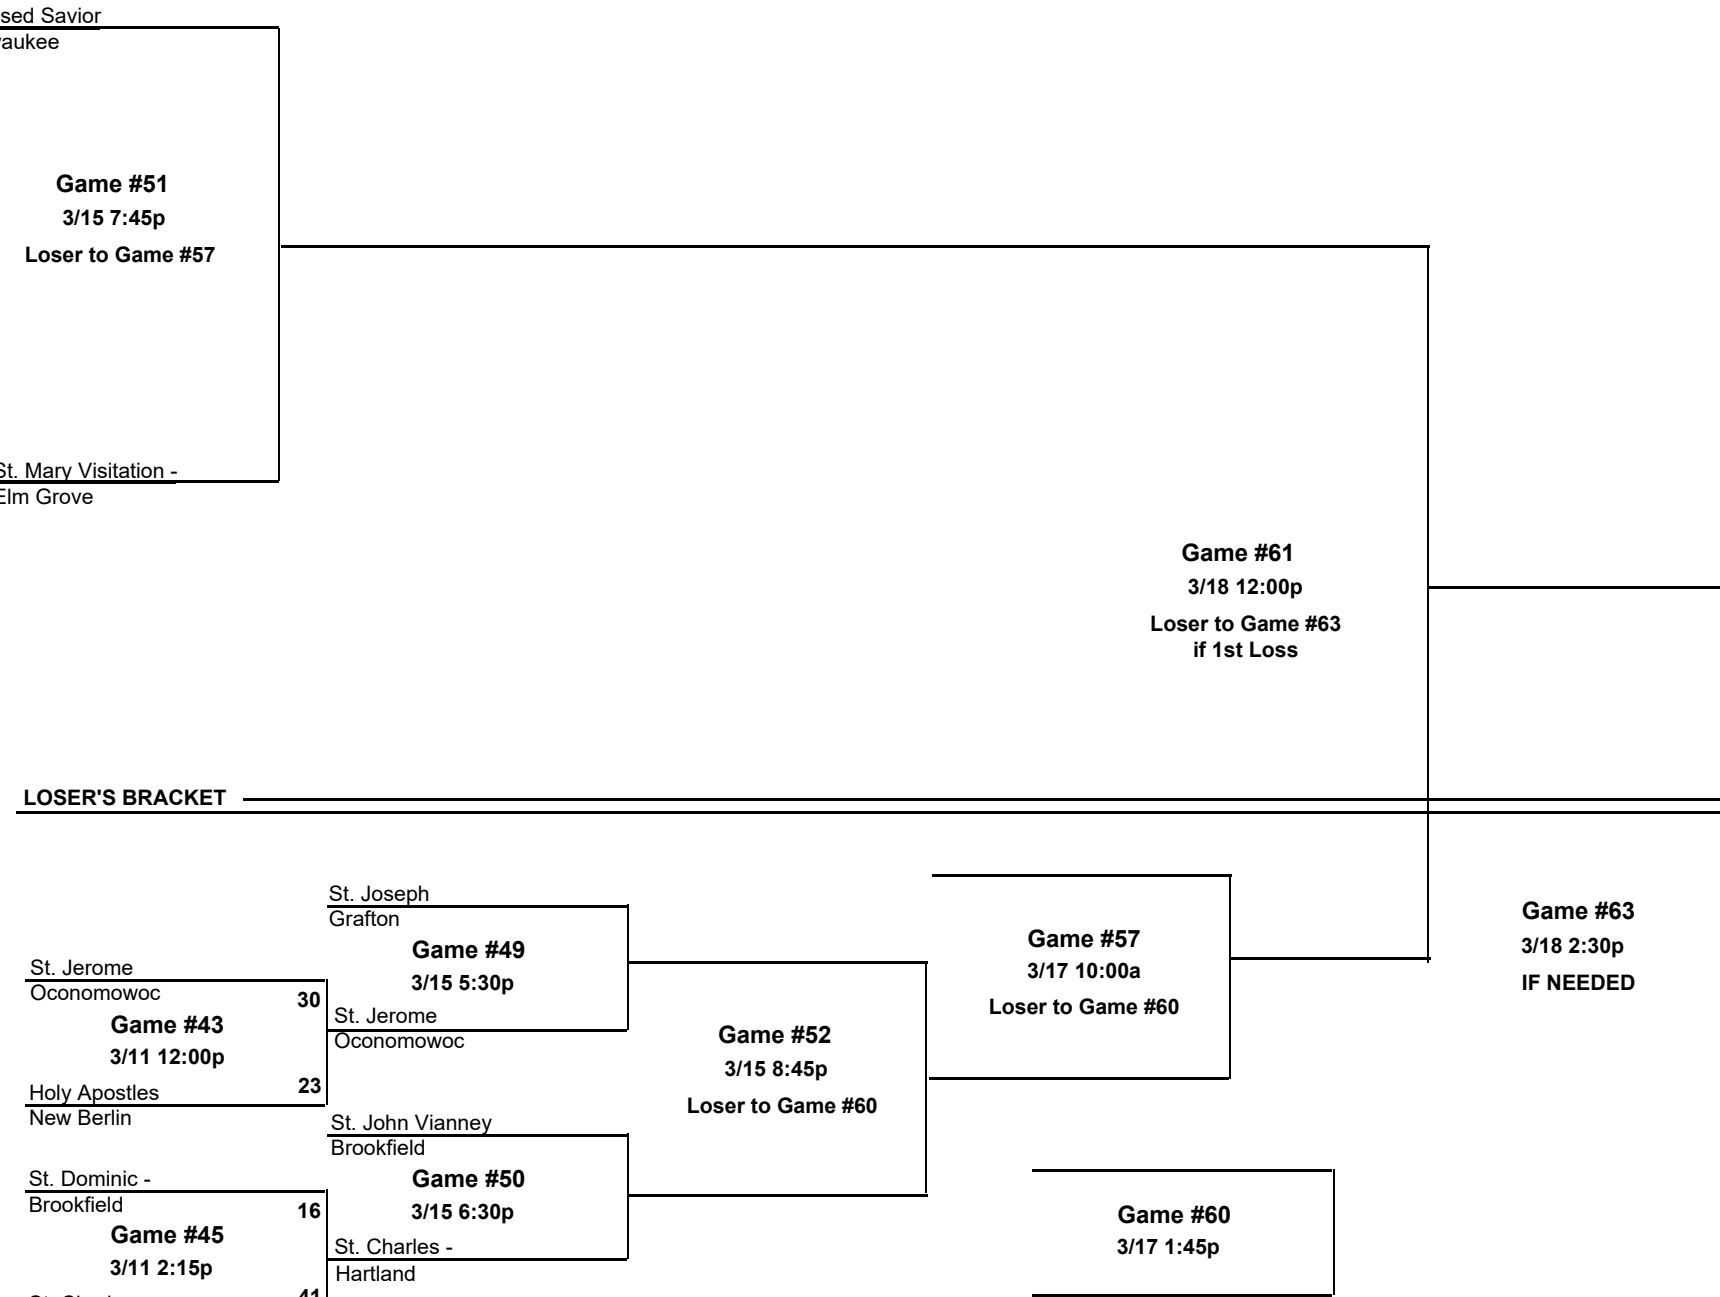 sed Savior
aukee
Game #51
3/15 7:45p
Loser to Game #57
St. Mary Visitation -
Elm Grove
Game #61
3/18 12:00p
Loser to Game #63
if 1st Loss
LOSER'S BRACKET
St. Joseph
Grafton
Game #49
3/15 5:30p
St. Jerome
Oconomowoc
30
Game #43
3/11 12:00p
St. Jerome
Oconomowoc
Holy Apostles
23
New Berlin
Game #52
3/15 8:45p
Loser to Game #60
Game #57
3/17 10:00a
Loser to Game #60
Game #63
3/18 2:30p
IF NEEDED
St. John Vianney
Brookfield
Game #50
3/15 6:30p
St. Dominic -
Brookfield
16
Game #45
3/11 2:15p
St. Charles -
Hartland
41
Game #60
3/17 1:45p